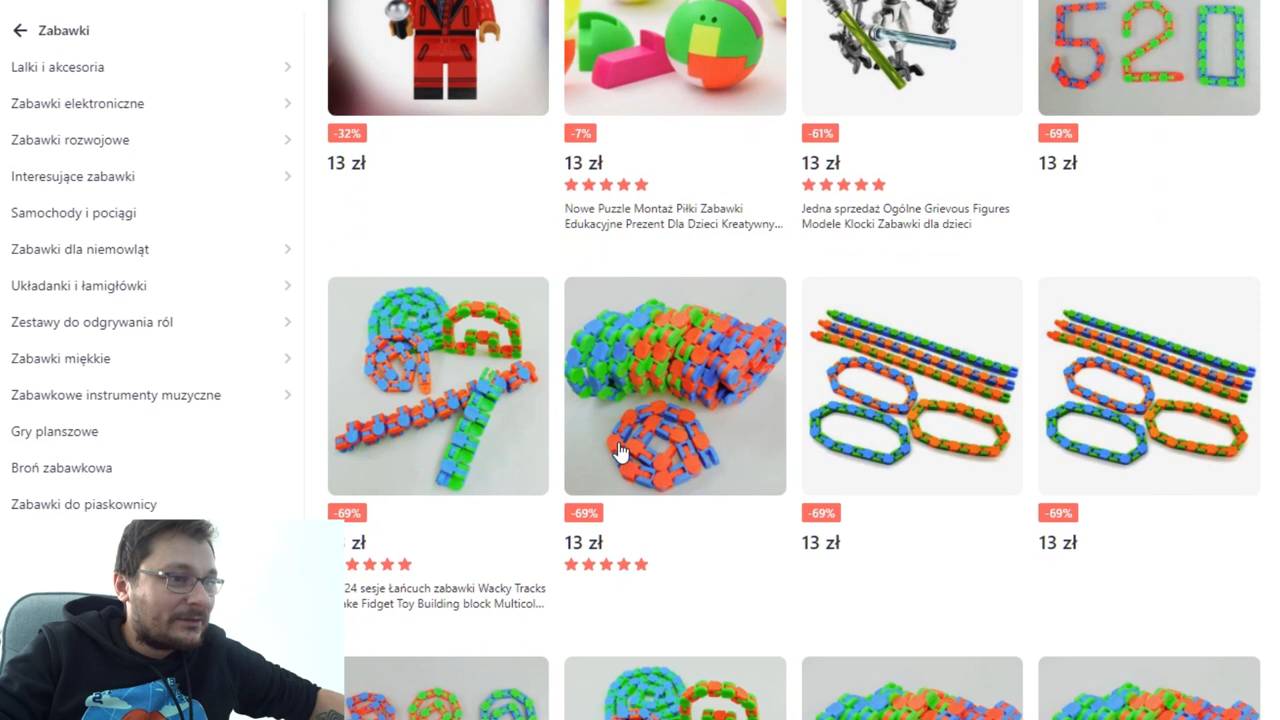 Zabawki
Lalki i akcesoria
Zabawki elektroniczne
Zabawki rozwojowe
Interesujące zabawki
Samochody i pociągi
Zabawki dla niemowląt
Układanki i łamigłówki
Zestawy do odgrywania ról
Zabawki miękkie
Zabawkowe instrumenty muzyczne
Gry planszowe
Broń zabawkowa
Zabawki do piaskownicy
520
-32%
13 zł
-7%
13 zł
Nowe Puzzle Montaż Piłki Zabawki
Edukacyjne Prezent Dla Dzieci Kreatywny...
-61%
13 zł
Jedna sprzedaż Ogólne Grievous Figures
Modele Klocki Zabawki dla dzieci
-69%
13 zł
-69%
zł
24 sesje Łańcuch zabawki Wacky Tracks
Fidget Toy Building block Multicol...
-69%
13 zł
-69%
13 zł
-69%
13 zł